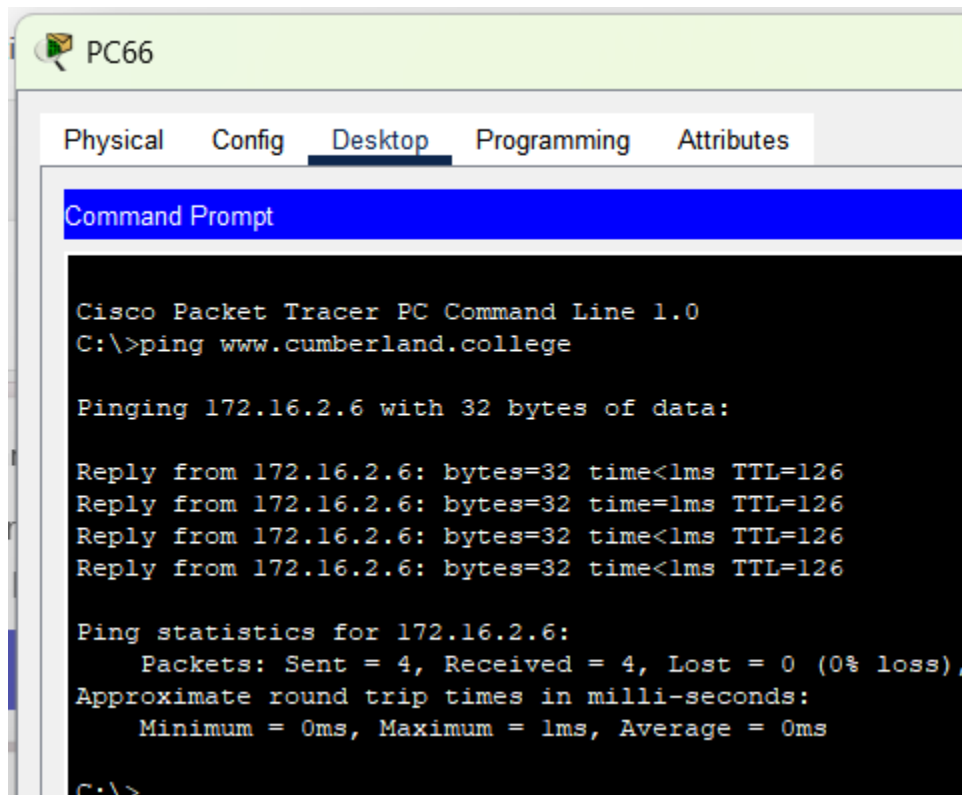 PC66
Physical Config Desktop Programming Attributes
Command Prompt
Cisco Packet Tracer PC Command Line 1.0
C:\>ping www.cumberland.college
Pinging 172.16.2.6 with 32 bytes of data:
Reply from 172.16.2.6: bytes=32 time<1ms TTL=126
Reply from 172.16.2.6: bytes=32 time=1ms TTL=126
Reply from 172.16.2.6: bytes=32 time<1ms TTL=126
Reply from 172.16.2.6: bytes=32 time<1ms TTL=126
Ping statistics for 172.16.2.6:
Packets: Sent = 4, Received = 4, Lost = 0 (0% loss),
Approximate round trip times in milli-seconds:
Minimum = 0ms, Maximum = 1ms, Average = 0ms
C:\>